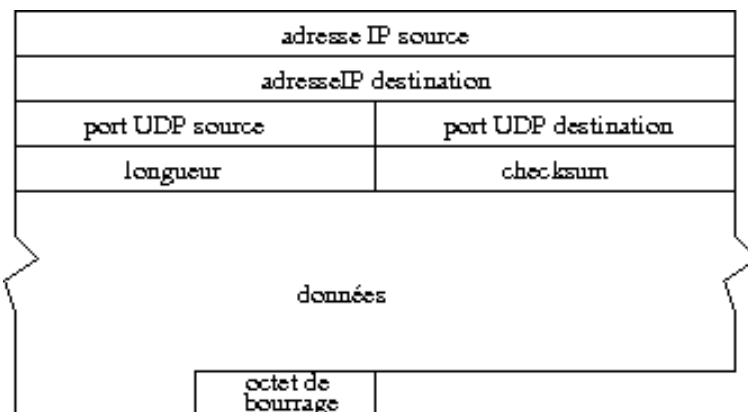 adresse IP source
adresseIP destination
port UDP source
port UDP destination
longueur
checksum
données
octet de
bourrage